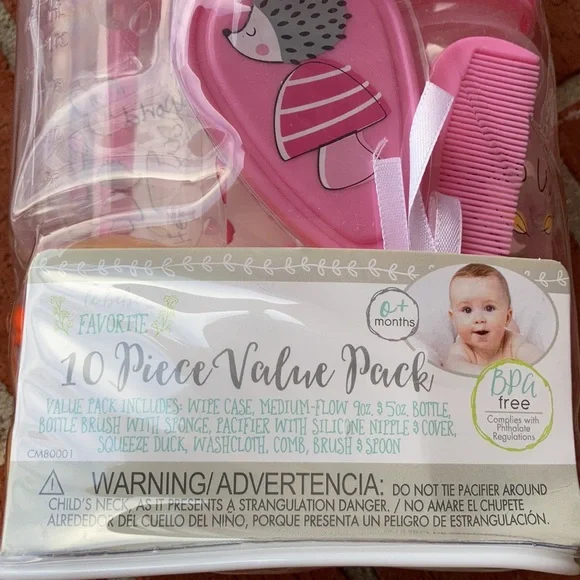 FAVORITE
0+
months
10 Piece Value Pack
BPA
free
Complies with
Phthalate
Regulations
VALUE PACK INCLUDES: WIPE CASE, MEDIUM-FLOW 9OZ. & 5OZ. BOTTLE,
BOTTLE BRUSH WITH SPONGE, PACIFIER WITH SILICONE NIPPLE & COVER,
SQUEEZE DUCK, WASHCLOTH, COMB, BRUSH & SPOON
CM80001
WARNING/ADVERTENCIA: DO NOT TIE PACIFIER AROUND
CHILD'S NECK, AS IT PRESENTS A STRANGULATION DANGER. / NO AMARE EL CHUPETE
ALREDEDOR DEL CUELLO DEL NIÑO, PORQUE PRESENTA UN PELIGRO DE ESTRANGULACIÓN.